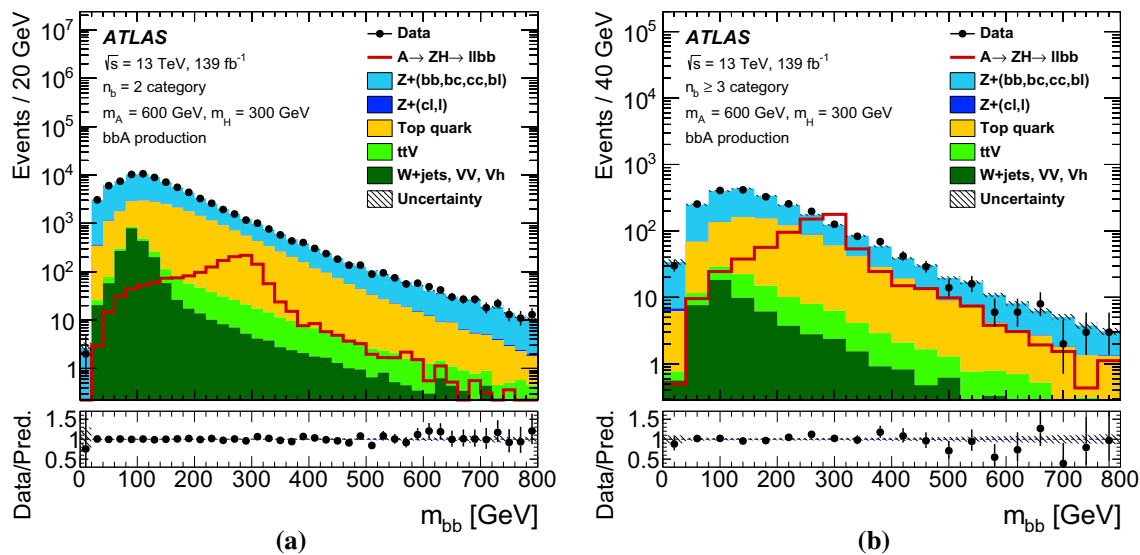 ATLAS
√s = 13 TeV, 139 fb⁻¹
n_b = 2 category
m_A = 600 GeV, m_H = 300 GeV
bbA production
Data
A→ ZH→ llbb
Z+(bb,bc,cc,bl)
Z+(cl,l)
Top quark
ttV
W+jets, VV, Vh
Uncertainty
Events / 20 GeV
10⁷
10⁶
10⁵
10⁴
10³
10²
10
1
Data/Pred.
1.5
1
0.5
0 100 200 300 400 500 600 700 800
m_bb [GeV]
(a)
ATLAS
√s = 13 TeV, 139 fb⁻¹
n_b ≥ 3 category
m_A = 600 GeV, m_H = 300 GeV
bbA production
Data
A→ ZH→ llbb
Z+(bb,bc,cc,bl)
Z+(cl,l)
Top quark
ttV
W+jets, VV, Vh
Uncertainty
Events / 40 GeV
10⁵
10⁴
10³
10²
10
1
Data/Pred.
1.5
1
0.5
0 100 200 300 400 500 600 700 800
m_bb [GeV]
(b)